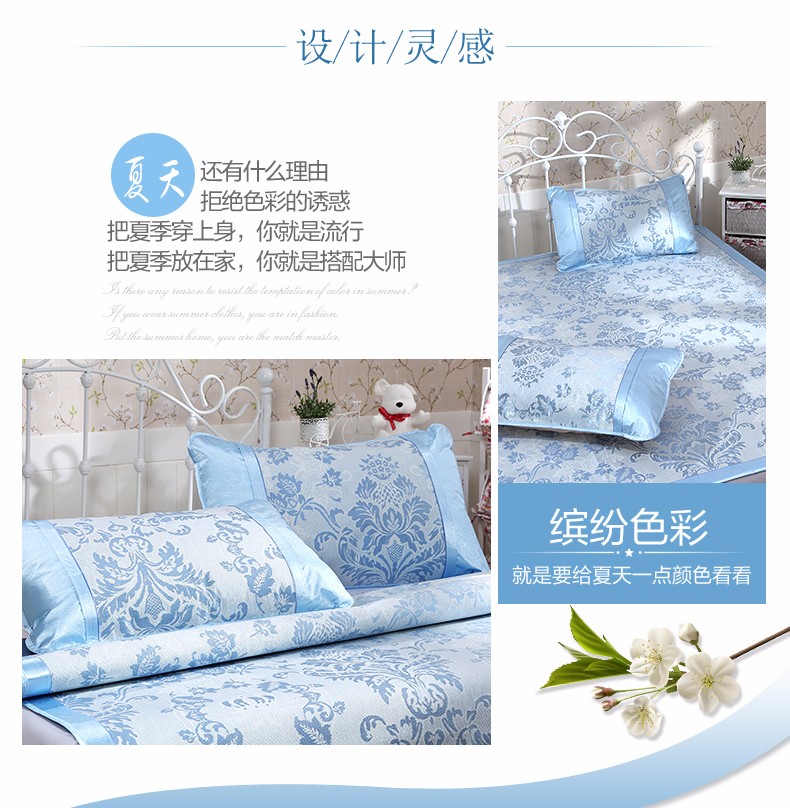 设/计/灵/感
夏天 还有什么理由
拒绝色彩的诱惑
把夏季穿上身，你就是流行
把夏季放在家，你就是搭配大师
Is there any reason to resist the temptation of color in summer?
If you wear summer clothes, you are in fashion.
Put the summer home, you are the match master.
缤纷色彩
就是要给夏天一点颜色看看